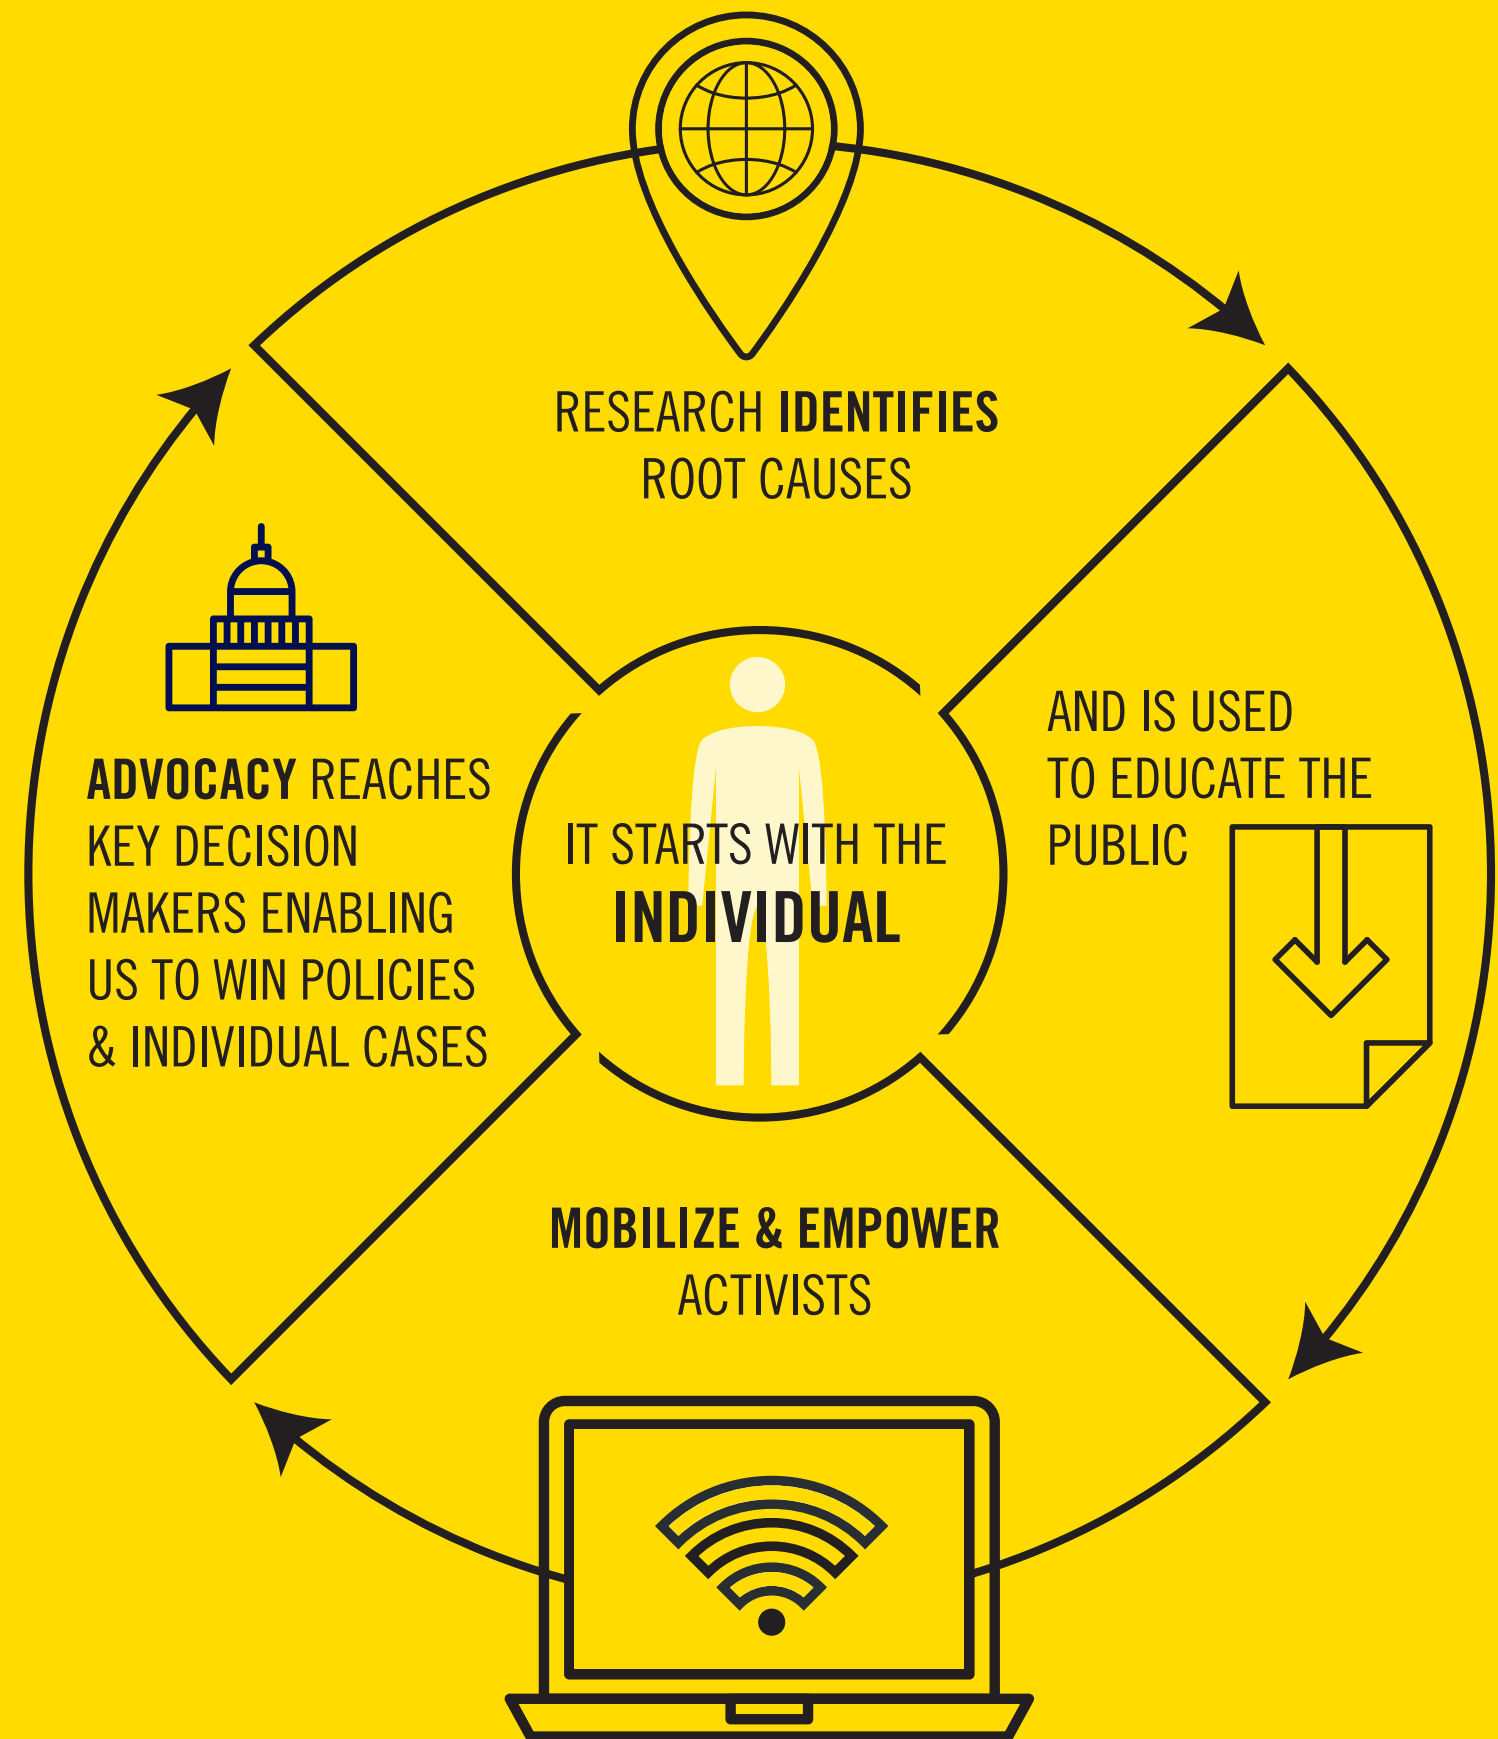 RESEARCH IDENTIFIES
ROOT CAUSES
AND IS USED
TO EDUCATE THE
PUBLIC
MOBILIZE & EMPOWER
ACTIVISTS
ADVOCACY REACHES
KEY DECISION
MAKERS ENABLING
US TO WIN POLICIES
& INDIVIDUAL CASES
IT STARTS WITH THE
INDIVIDUAL